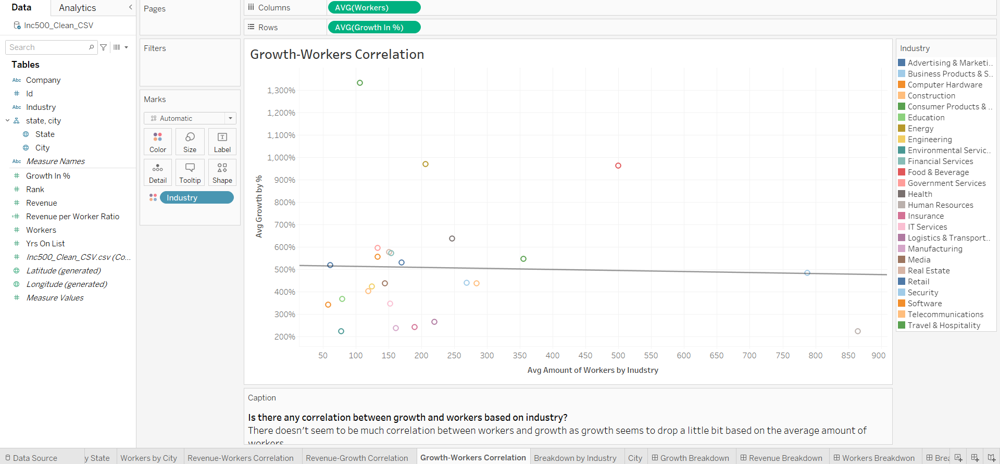 Data
Analytics
Inc500_Clean_CSV
Search
Tables
Abc Company
# Id
Abc Industry
state, city
State
City
Abc Measure Names
# Growth In %
# Rank
# Revenue
=# Revenue per Worker Ratio
# Workers
# Yrs On List
# Inc500_Clean_CSV.csv (Co...
Latitude (generated)
Longitude (generated)
# Measure Values
Pages
Filters
Marks
Automatic
Color
Size
Label
Detail
Tooltip
Shape
Industry
Columns
AVG(Workers)
Rows
AVG(Growth In %)
Growth-Workers Correlation
Avg Growth by %
1,300%
1,200%
1,100%
1,000%
900%
800%
700%
600%
500%
400%
300%
200%
50 100 150 200 250 300 350 400 450 500 550 600 650 700 750 800 850 900
Avg Amount of Workers by Inudstry
Industry
Advertising & Marketi..
Business Products & S..
Computer Hardware
Construction
Consumer Products & ..
Education
Energy
Engineering
Environmental Servic..
Financial Services
Food & Beverage
Government Services
Health
Human Resources
Insurance
IT Services
Logistics & Transport..
Manufacturing
Media
Real Estate
Retail
Security
Software
Telecommunications
Travel & Hospitality
Caption
Is there any correlation between growth and workers based on industry?
There doesn't seem to be much correlation between workers and growth as growth seems to drop a little bit based on the average amount of
workers
Data Source
y State
Workers by City
Revenue-Workers Correlation
Revenue-Growth Correlation
Growth-Workers Correlation
Breakdown by Industry
City
Growth Breakdown
Revenue Breakdown
Workers Breakdwon
Brea